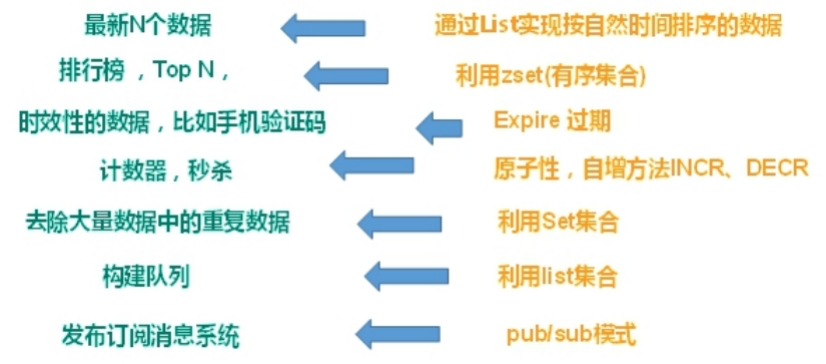 最新N个数据 通过List实现按自然时间排序的数据
排行榜，Top N， 利用zset(有序集合)
时效性的数据，比如手机验证码 Expire 过期
计数器，秒杀 原子性，自增方法INCR、DECR
去除大量数据中的重复数据 利用Set集合
构建队列 利用list集合
发布订阅消息系统 pub/sub模式